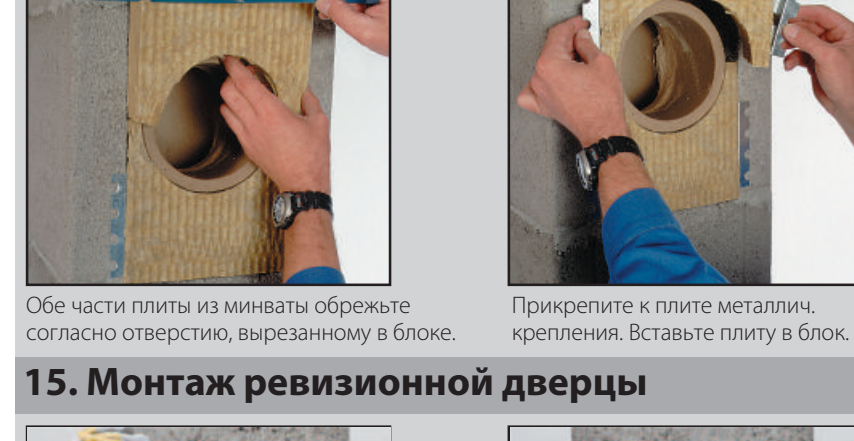 Обе части плиты из минваты обрежьте
согласно отверстию, вырезанному в блоке.
Прикрепите к плите металлич.
крепления. Вставьте плиту в блок.
15. Монтаж ревизионной дверцы